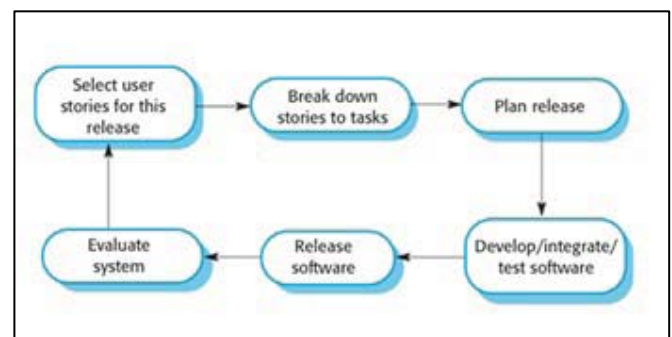 Select user
stories for this
release
Break down
stories to tasks
Plan release
Evaluate
system
Release
software
Develop/integrate/
test software